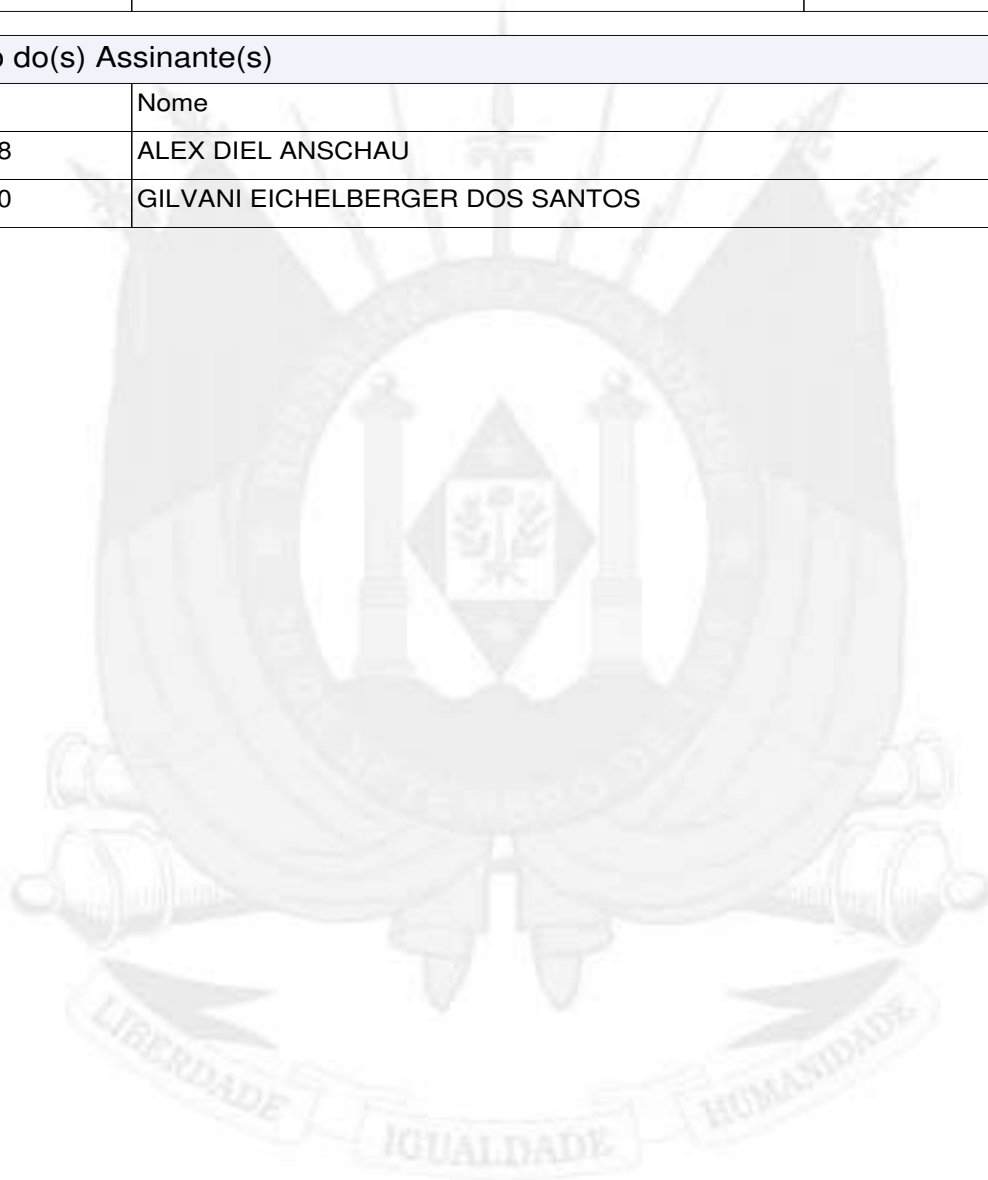 o do(s) Assinante(s)
Nome
8 ALEX DIEL ANSCHAU
0 GILVANI EICHELBERGER DOS SANTOS
LIBERDADE
IGUALDADE
HUMANIDADE